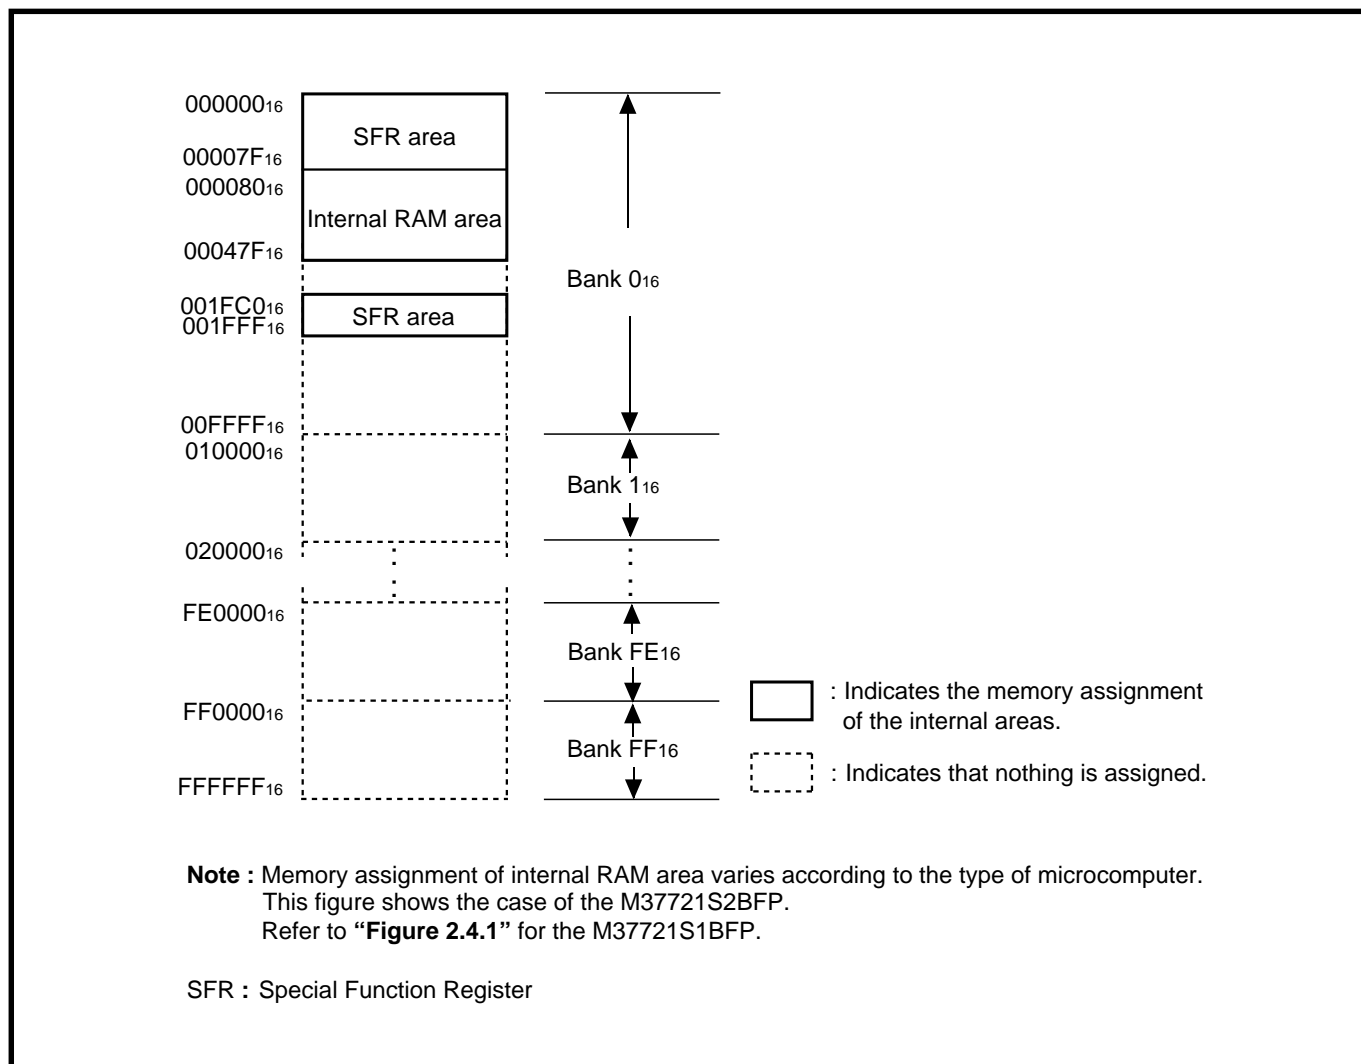 000000₁₆
SFR area
00007F₁₆
000080₁₆
Internal RAM area
00047F₁₆
Bank 0₁₆
001FC0₁₆
SFR area
001FFF₁₆
00FFFF₁₆
010000₁₆
Bank 1₁₆
020000₁₆
FE0000₁₆
Bank FE₁₆
FF0000₁₆
Bank FF₁₆
FFFFFF₁₆
: Indicates the memory assignment
of the internal areas.
: Indicates that nothing is assigned.
Note : Memory assignment of internal RAM area varies according to the type of microcomputer.
This figure shows the case of the M37721S2BFP.
Refer to “Figure 2.4.1” for the M37721S1BFP.
SFR : Special Function Register